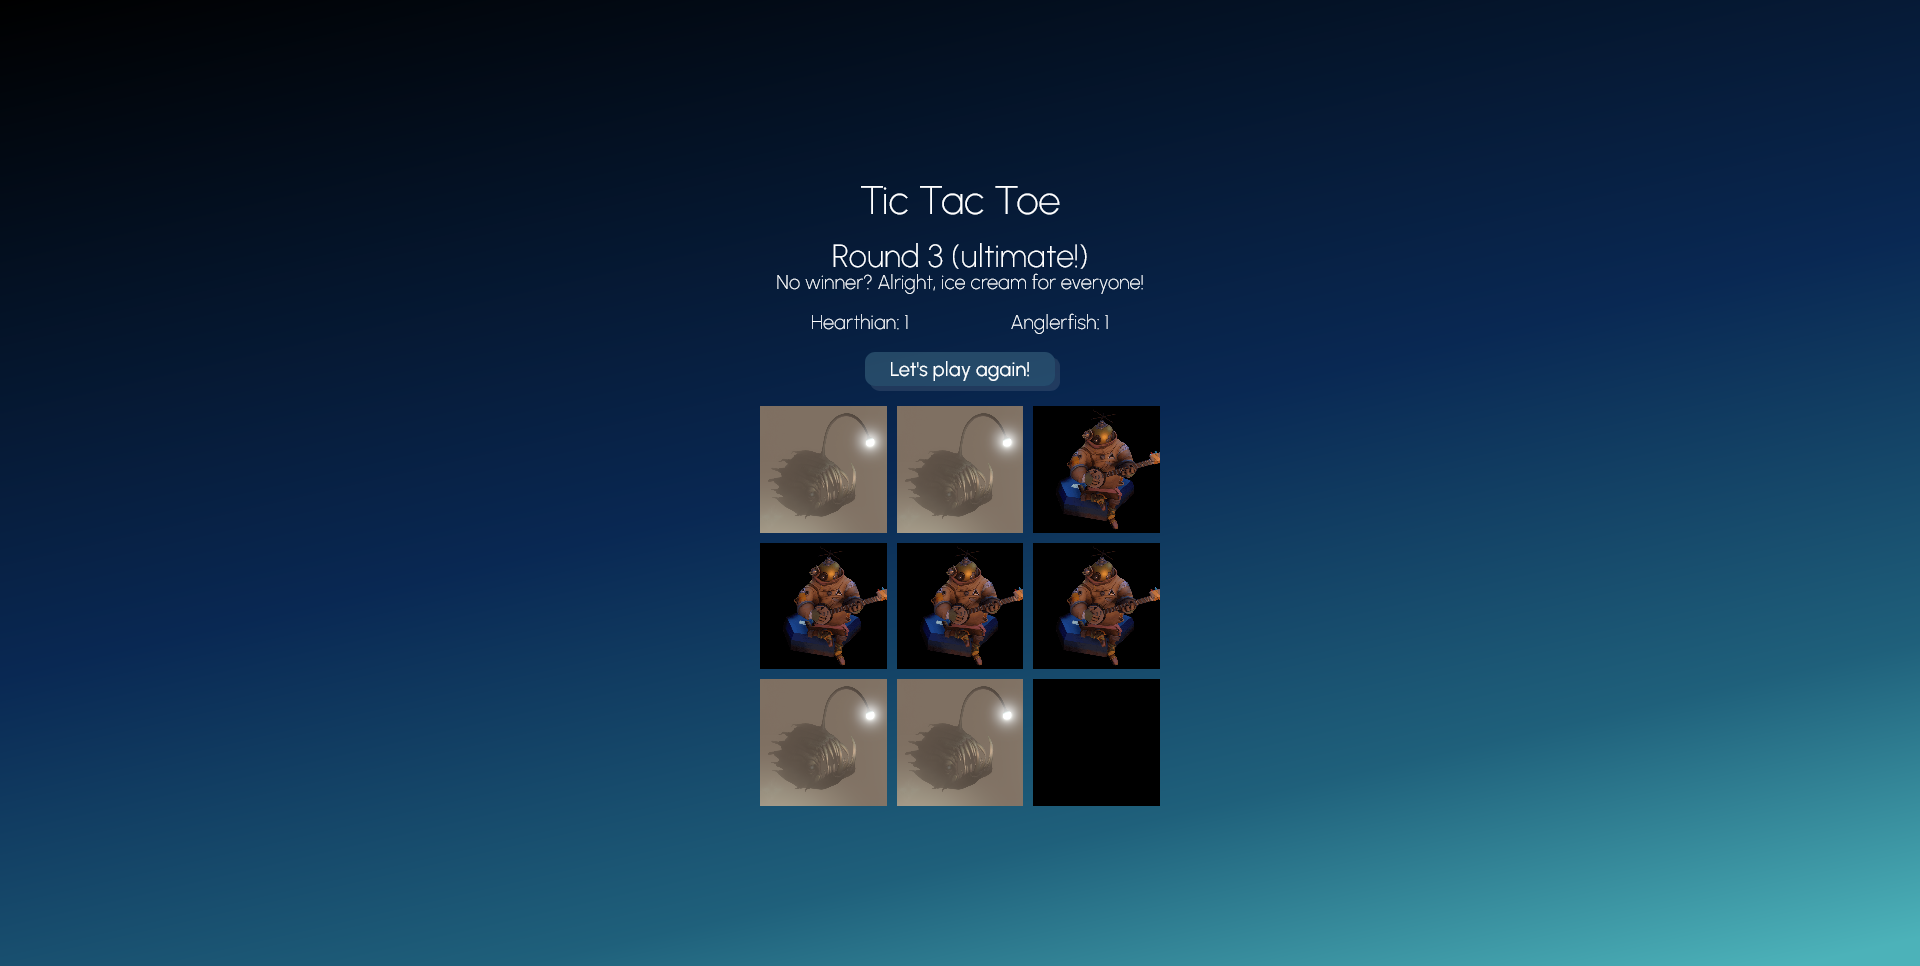 Tic Tac Toe
Round 3 (ultimate!)
No winner? Alright, ice cream for everyone!
Hearthian: 1 Anglerfish: 1
Let's play again!